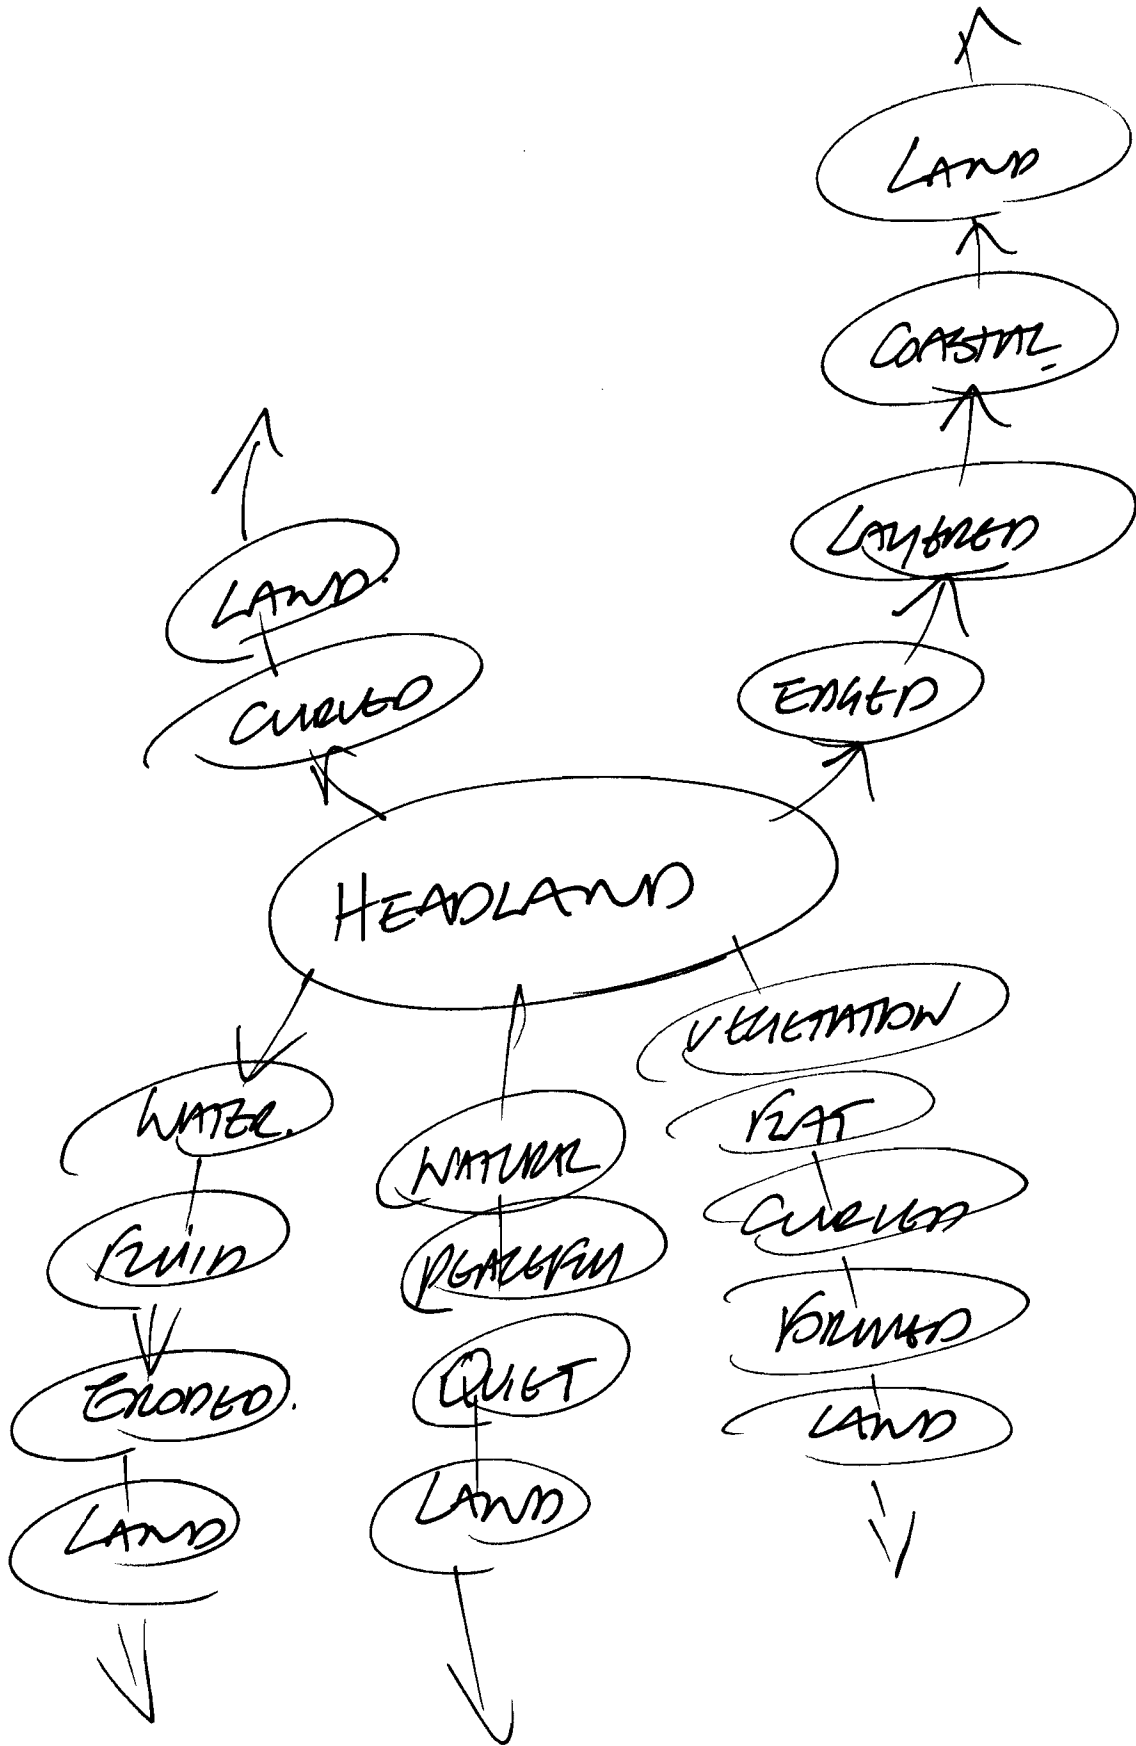 LAND
COASTAL
LAYERED
EDGED
LAND.
CURVED
HEADLAND
WATER.
FLUID
ERODED.
LAND
NATURAL
PEACEFUL
QUIET
LAND
VEGETATION
FLAT
CURVED
FORMED
LAND